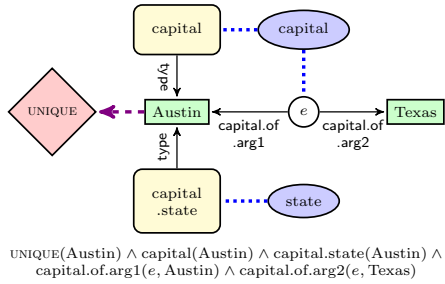 capital
capital
type
UNIQUE
Austin
e
Texas
capital.of
.arg1
capital.of
.arg2
type
capital
.state
state
UNIQUE(Austin) ∧ capital(Austin) ∧ capital.state(Austin) ∧
capital.of.arg1(e, Austin) ∧ capital.of.arg2(e, Texas)